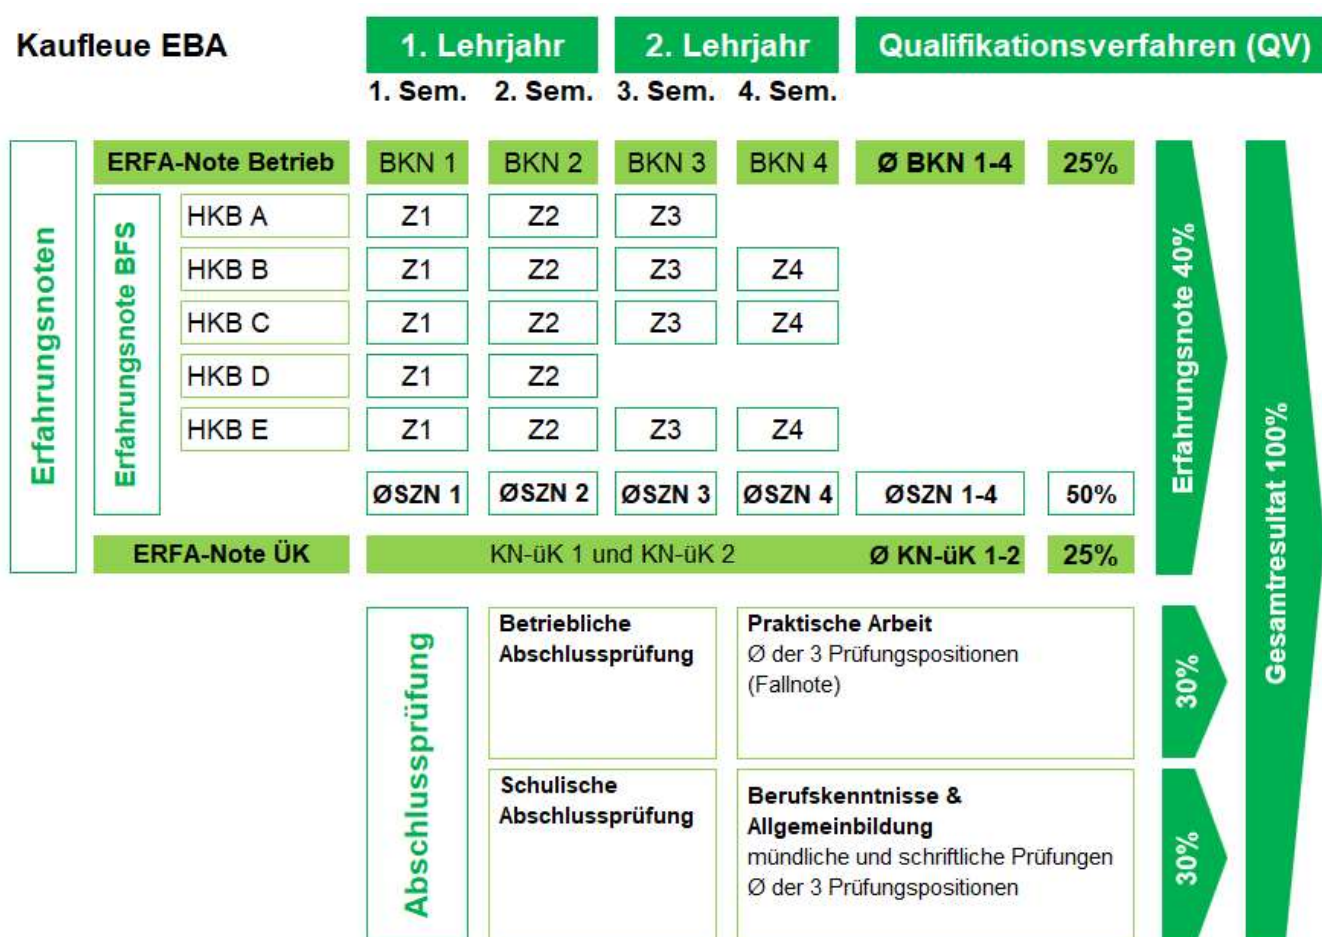 Kaufleue EBA
1. Lehrjahr 2. Lehrjahr Qualifikationsverfahren (QV)
1. Sem. 2. Sem. 3. Sem. 4. Sem.
Erfahrungsnoten
ERFA-Note Betrieb BKN 1 BKN 2 BKN 3 BKN 4 Ø BKN 1-4 25%
Erfahrungsnote BFS
HKB A Z1 Z2 Z3
HKB B Z1 Z2 Z3 Z4
HKB C Z1 Z2 Z3 Z4
HKB D Z1 Z2
HKB E Z1 Z2 Z3 Z4
ØSZN 1 ØSZN 2 ØSZN 3 ØSZN 4 ØSZN 1-4 50%
ERFA-Note ÜK KN-üK 1 und KN-üK 2 Ø KN-üK 1-2 25%
Erfahrungsnote 40%
Gesamtresultat 100%
Abschlussprüfung
Betriebliche
Abschlussprüfung
Praktische Arbeit
Ø der 3 Prüfungspositionen
(Fallnote)
30%
Schulische
Abschlussprüfung
Berufskenntnisse &
Allgemeinbildung
mündliche und schriftliche Prüfungen
Ø der 3 Prüfungspositionen
30%